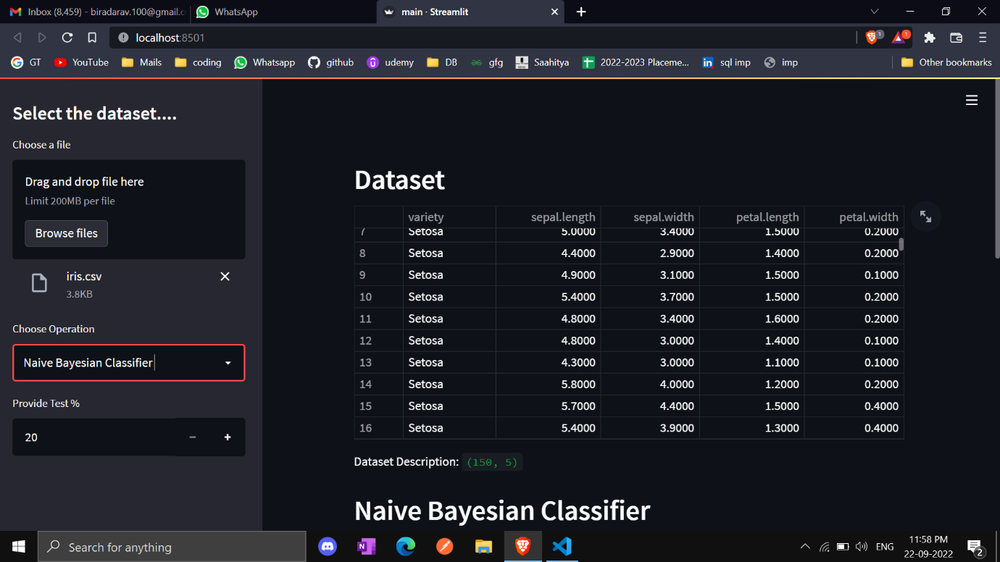 Inbox (8,459) - biradarav.100@gmail.c
WhatsApp
main · Streamlit
localhost:8501
1
1
GT
YouTube
Mails
coding
Whatsapp
github
udemy
DB
gfg
Saahitya
2022-2023 Placeme...
sql imp
imp
Other bookmarks
Select the dataset....
Choose a file
Drag and drop file here
Limit 200MB per file
Browse files
iris.csv
3.8KB
Choose Operation
Naive Bayesian Classifier
Provide Test %
20
Dataset
variety sepal.length sepal.width petal.length petal.width
7 Setosa 5.0000 3.4000 1.5000 0.2000
8 Setosa 4.4000 2.9000 1.4000 0.2000
9 Setosa 4.9000 3.1000 1.5000 0.1000
10 Setosa 5.4000 3.7000 1.5000 0.2000
11 Setosa 4.8000 3.4000 1.6000 0.2000
12 Setosa 4.8000 3.0000 1.4000 0.1000
13 Setosa 4.3000 3.0000 1.1000 0.1000
14 Setosa 5.8000 4.0000 1.2000 0.2000
15 Setosa 5.7000 4.4000 1.5000 0.4000
16 Setosa 5.4000 3.9000 1.3000 0.4000
Dataset Description: (150, 5)
Naive Bayesian Classifier
Search for anything
ENG
11:58 PM
22-09-2022
2